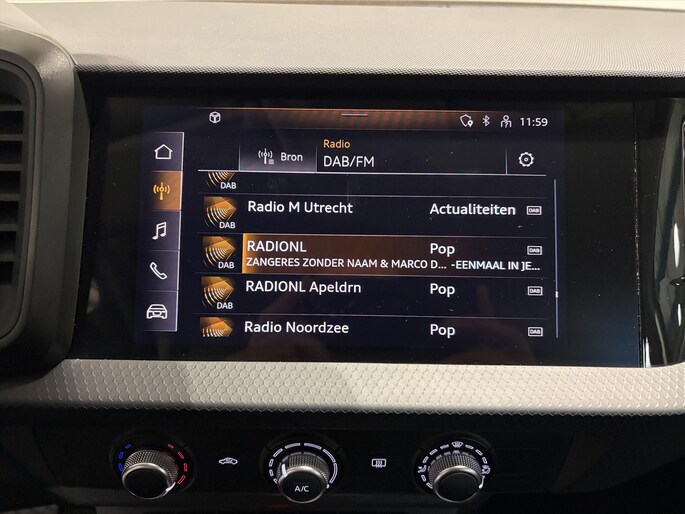 11:59
Radio
Bron DAB/FM
DAB
Radio M Utrecht Actualiteiten DAB
DAB
RADIONL Pop DAB
ZANGERES ZONDER NAAM & MARCO D... -EENMAAL IN JE...
DAB
RADIONL Apeldrn Pop DAB
DAB
Radio Noordzee Pop DAB
A/C